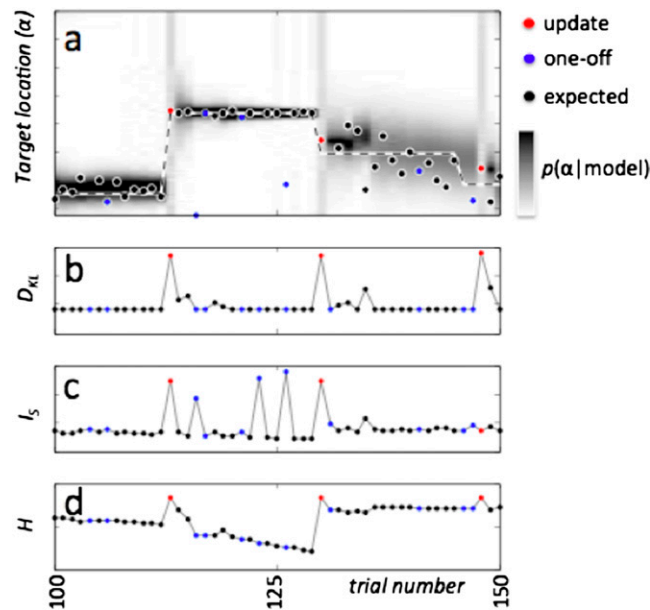 a
Target location (α)
update
one-off
expected
p(α|model)
b
D_KL
c
I_S
d
H
100
125
trial number
150